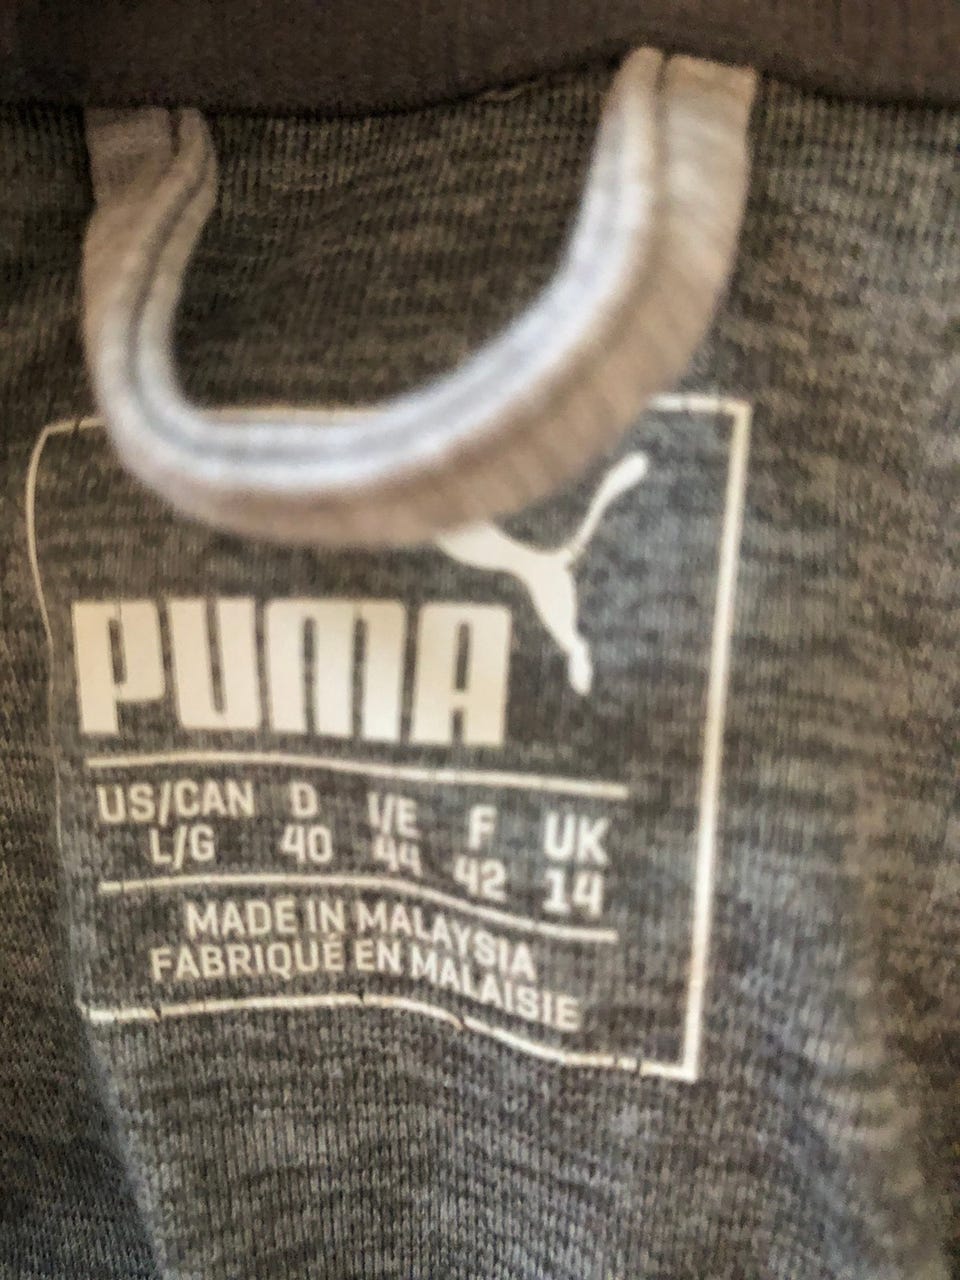 PUMA
US/CAN D I/E F UK
L/G 40 44 42 14
MADE IN MALAYSIA
FABRIQUÉ EN MALAISIE